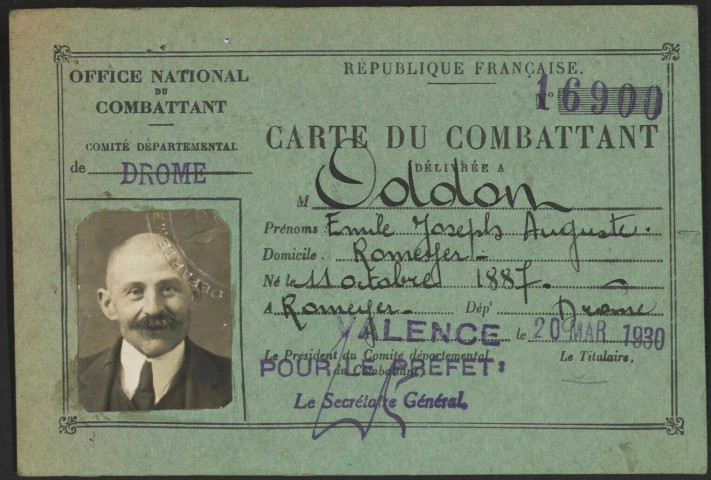 OFFICE NATIONAL
DU
COMBATTANT
COMITÉ DÉPARTEMENTAL
de DROME
RÉPUBLIQUE FRANÇAISE.
N° 16900
CARTE DU COMBATTANT
DÉLIVRÉE A
M Oddon
Prénoms Emile Joseph Auguste.
Domicile : Romeyer -
Né le 11 octobre 1887.
A Romeyer - Dépt Drome
VALENCE le 20 MAR 1930
Le Président du Comité départemental Le Titulaire,
du Combattant
POUR LE PREFET:
Le Secrétaire Général.